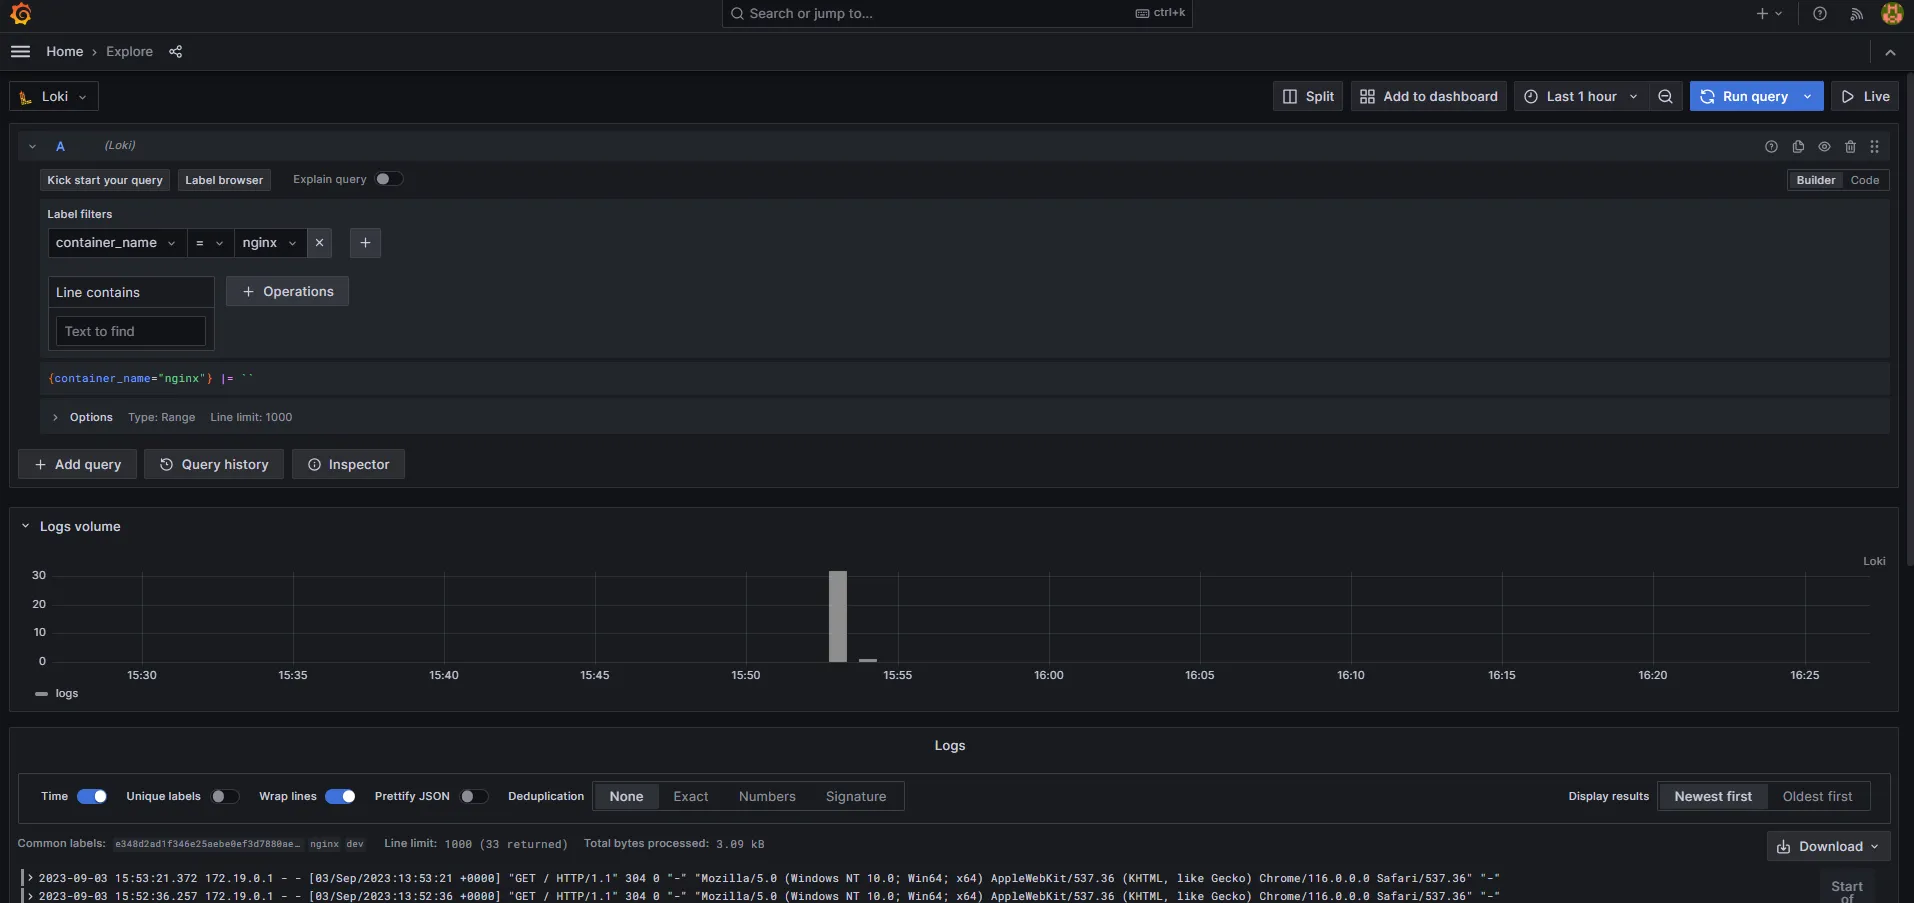 Search or jump to... ctrl+k
Home › Explore
Loki Split Add to dashboard Last 1 hour Run query Live
A (Loki)
Kick start your query Label browser Explain query Builder Code
Label filters
container_name = nginx
Line contains Operations
Text to find
{container_name="nginx"} |= ``
Options Type: Range Line limit: 1000
Add query Query history Inspector
Logs volume
Loki
30
20
10
0
15:30 15:35 15:40 15:45 15:50 15:55 16:00 16:05 16:10 16:15 16:20 16:25
logs
Logs
Time Unique labels Wrap lines Prettify JSON Deduplication None Exact Numbers Signature Display results Newest first Oldest first
Common labels: e348d2ad1f346e25aebe0ef3d7880ae… nginx dev Line limit: 1000 (33 returned) Total bytes processed: 3.09 kB Download
2023-09-03 15:53:21.372 172.19.0.1 - - [03/Sep/2023:13:53:21 +0000] "GET / HTTP/1.1" 304 0 "-" "Mozilla/5.0 (Windows NT 10.0; Win64; x64) AppleWebKit/537.36 (KHTML, like Gecko) Chrome/116.0.0.0 Safari/537.36" "-"
2023-09-03 15:52:36.257 172.19.0.1 - - [03/Sep/2023:13:52:36 +0000] "GET / HTTP/1.1" 304 0 "-" "Mozilla/5.0 (Windows NT 10.0; Win64; x64) AppleWebKit/537.36 (KHTML, like Gecko) Chrome/116.0.0.0 Safari/537.36" "-"
Start
of